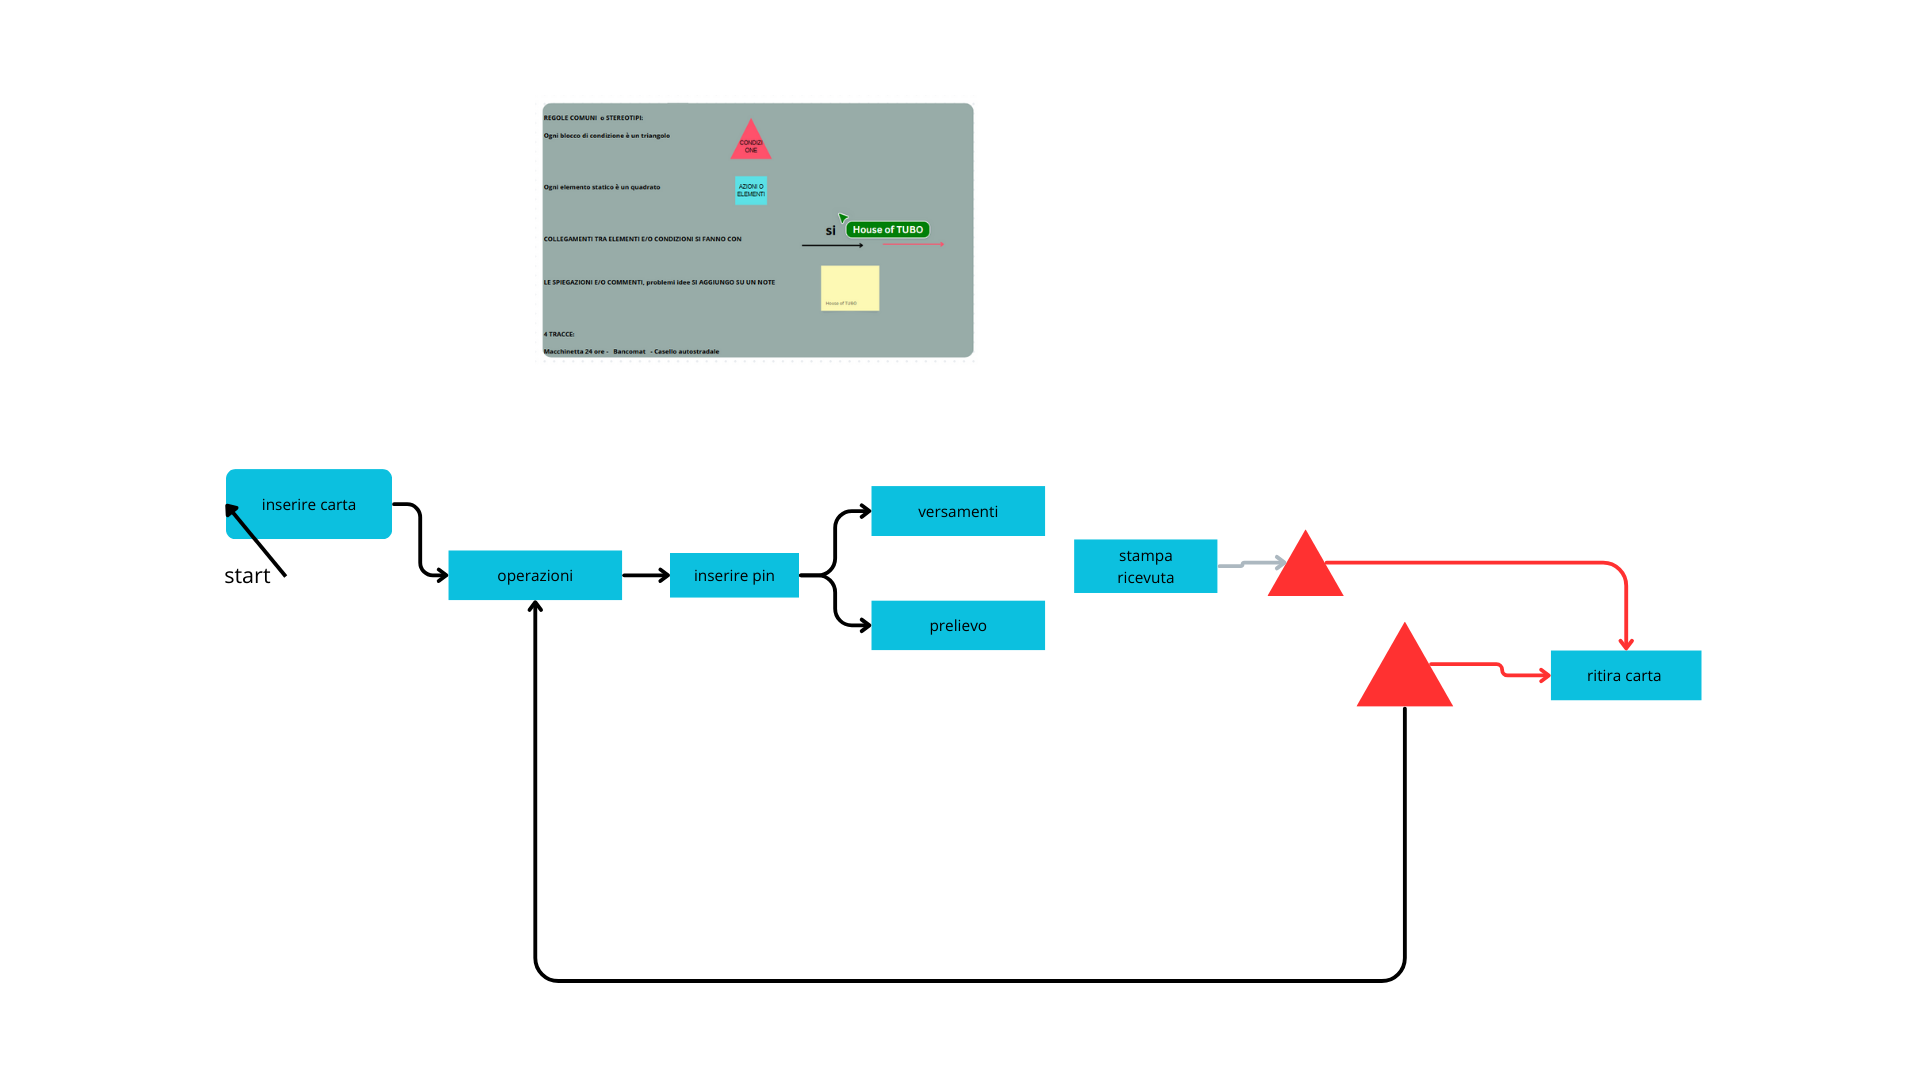 REGOLE COMUNI o STEREOTIPI:
Ogni blocco di condizione è un triangolo
CONDIZI
ONE
Ogni elemento statico è un quadrato
AZIONI O
ELEMENTI
si
House of TUBO
COLLEGAMENTI TRA ELEMENTI E/O CONDIZIONI SI FANNO CON
LE SPIEGAZIONI E/O COMMENTI, problemi idee SI AGGIUNGO SU UN NOTE
House of TUBO
4 TRACCE:
Macchinetta 24 ore - Bancomat - Casello autostradale
inserire carta
start
operazioni
inserire pin
versamenti
prelievo
stampa
ricevuta
ritira carta